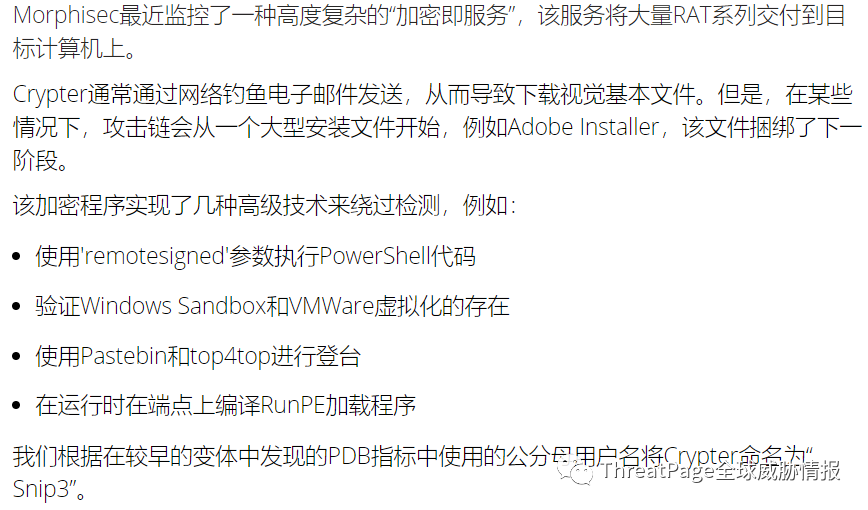 Morphisec最近监控了一种高度复杂的“加密即服务”，该服务将大量RAT系列交付到目
标计算机上。
Crypter通常通过网络钓鱼电子邮件发送，从而导致下载视觉基本文件。但是，在某些
情况下，攻击链会从一个大型安装文件开始，例如Adobe Installer，该文件捆绑了下一
阶段。
该加密程序实现了几种高级技术来绕过检测，例如：
• 使用'remotesigned'参数执行PowerShell代码
• 验证Windows Sandbox和VMWare虚拟化的存在
• 使用Pastebin和top4top进行登台
• 在运行时在端点上编译RunPE加载程序
我们根据在较早的变体中发现的PDB指标中使用的公分母用户名将Crypter命名为“
Snip3”。
ThreatPage全球威胁情报